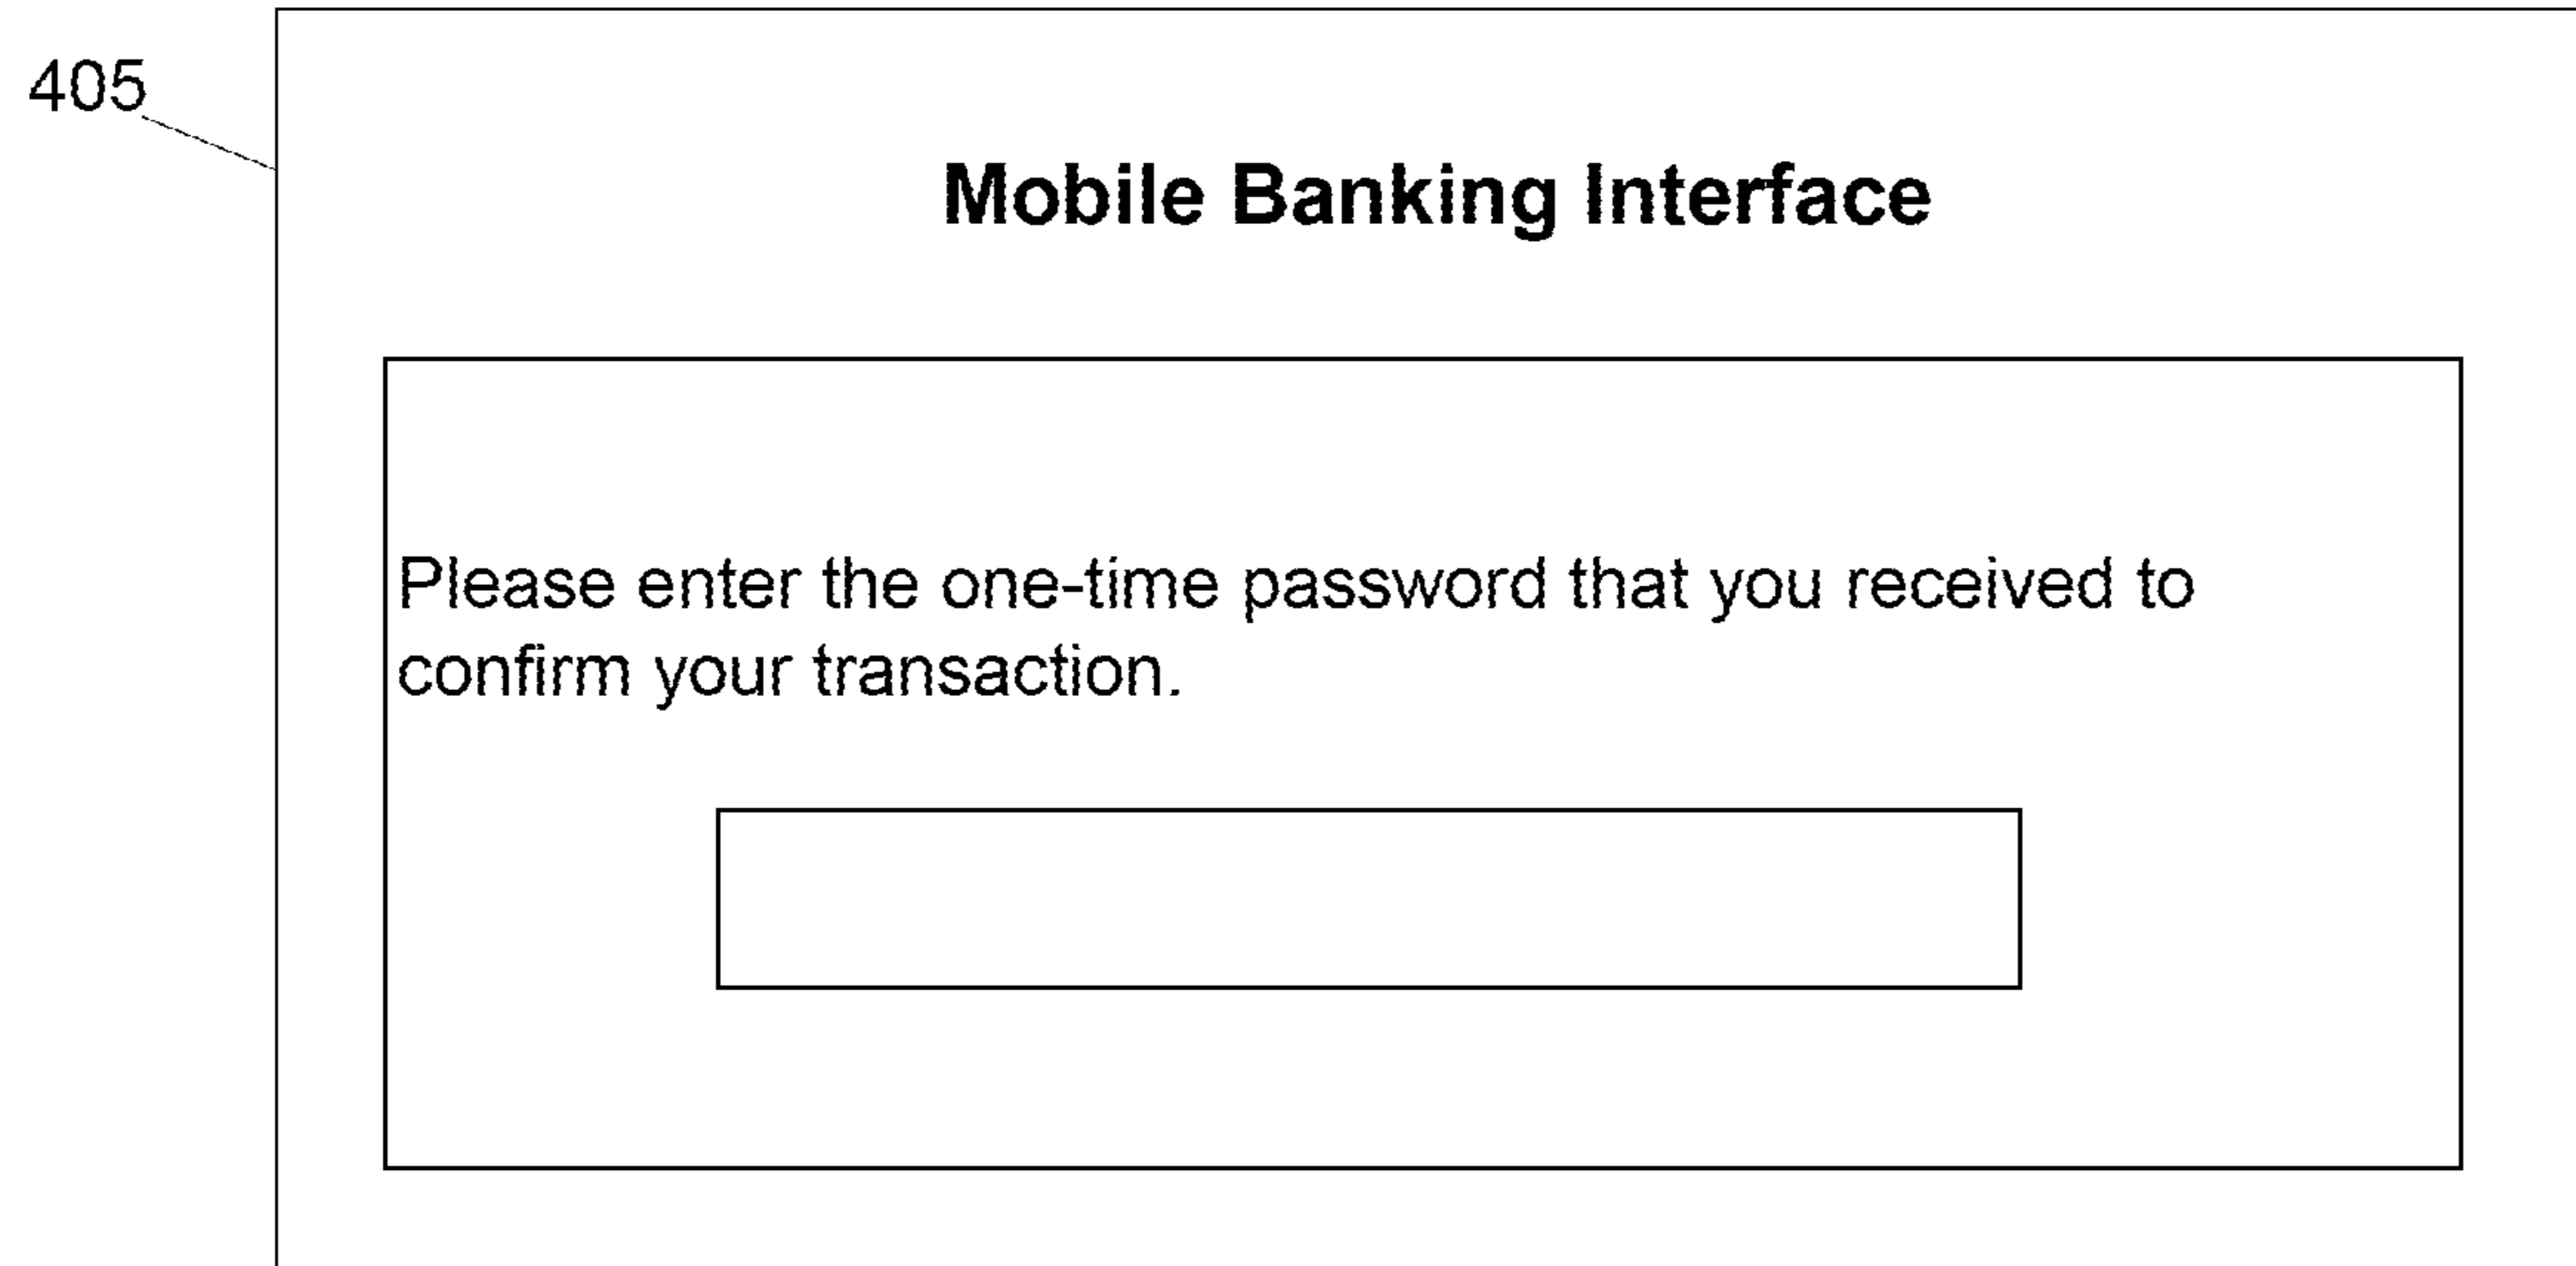 405
Mobile Banking Interface
Please enter the one-time password that you received to
confirm your transaction.